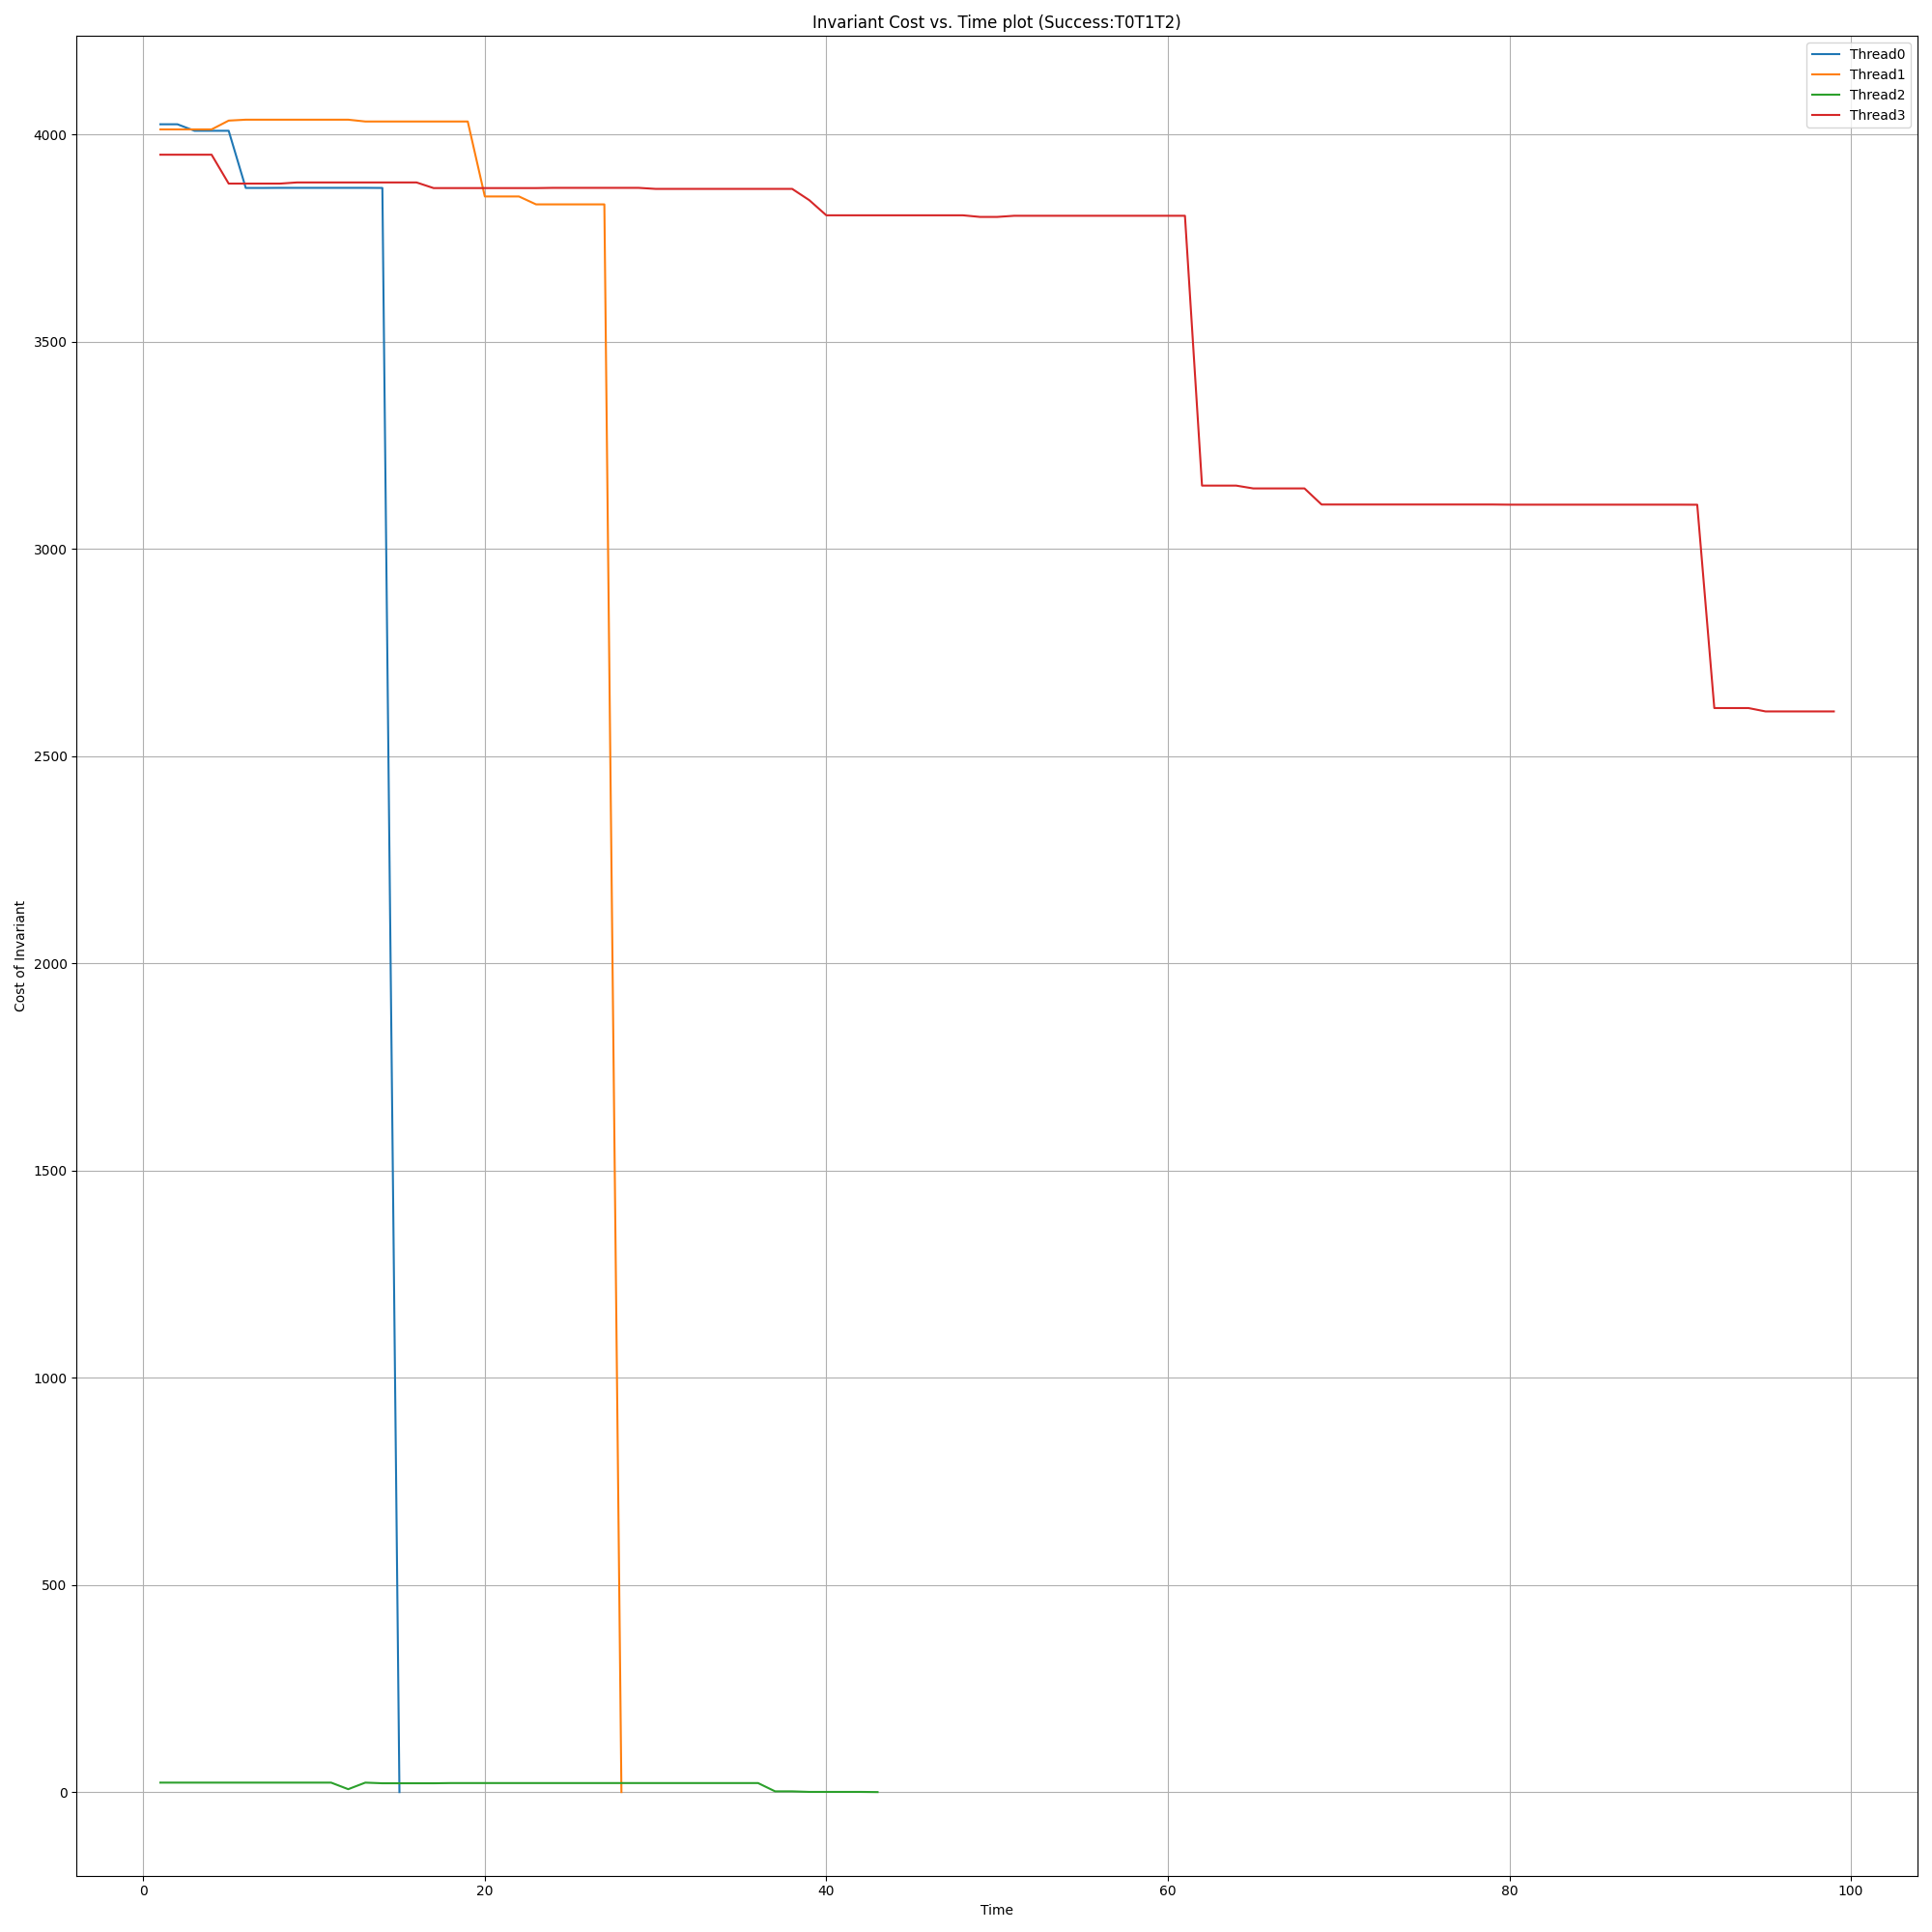 Invariant Cost vs. Time plot (Success:T0T1T2)
Thread0
Thread1
Thread2
Thread3
4000
3500
3000
2500
2000
1500
1000
500
0
Cost of Invariant
0 20 40 60 80 100
Time